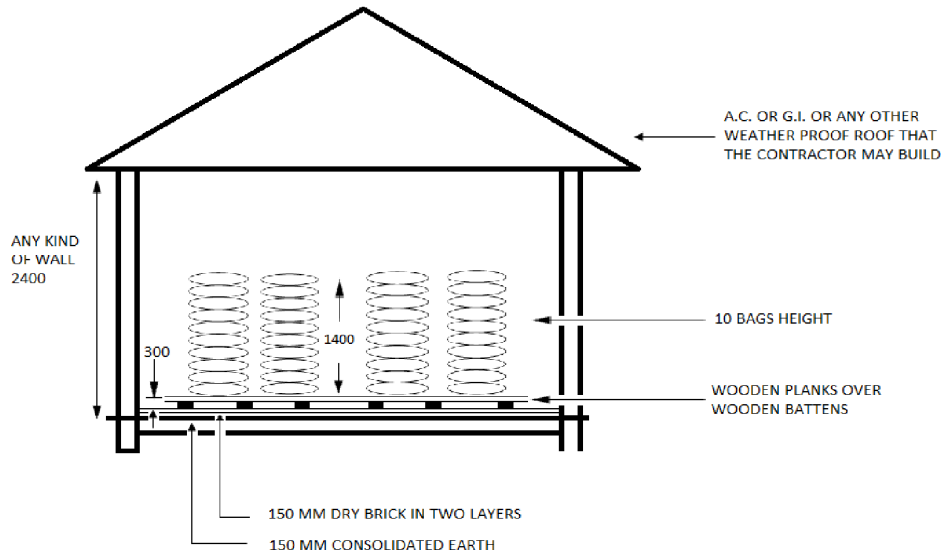 A.C. OR G.I. OR ANY OTHER
WEATHER PROOF ROOF THAT
THE CONTRACTOR MAY BUILD
ANY KIND
OF WALL
2400
10 BAGS HEIGHT
1400
300
WOODEN PLANKS OVER
WOODEN BATTENS
150 MM DRY BRICK IN TWO LAYERS
150 MM CONSOLIDATED EARTH